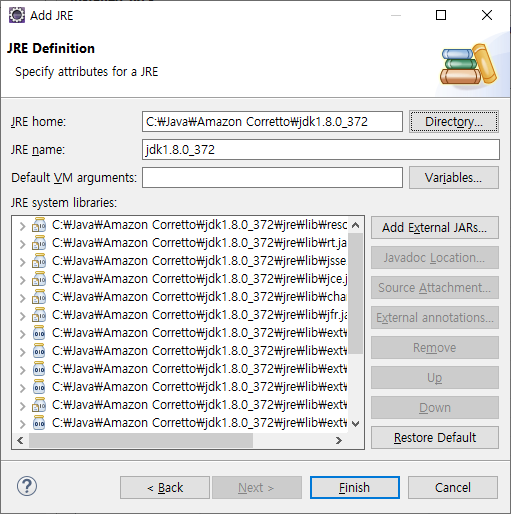 Add JRE
JRE Definition
Specify attributes for a JRE
JRE home:
C:₩Java₩Amazon Corretto₩jdk1.8.0_372
Directory...
JRE name:
jdk1.8.0_372
Default VM arguments:
Variables...
JRE system libraries:
C:₩Java₩Amazon Corretto₩jdk1.8.0_372₩jre₩lib₩reso
C:₩Java₩Amazon Corretto₩jdk1.8.0_372₩jre₩lib₩rt.ja
C:₩Java₩Amazon Corretto₩jdk1.8.0_372₩jre₩lib₩jsse
C:₩Java₩Amazon Corretto₩jdk1.8.0_372₩jre₩lib₩jce.j
C:₩Java₩Amazon Corretto₩jdk1.8.0_372₩jre₩lib₩char
C:₩Java₩Amazon Corretto₩jdk1.8.0_372₩jre₩lib₩jfr.ja
C:₩Java₩Amazon Corretto₩jdk1.8.0_372₩jre₩lib₩ext₩
C:₩Java₩Amazon Corretto₩jdk1.8.0_372₩jre₩lib₩ext₩
C:₩Java₩Amazon Corretto₩jdk1.8.0_372₩jre₩lib₩ext₩
C:₩Java₩Amazon Corretto₩jdk1.8.0_372₩jre₩lib₩ext₩
C:₩Java₩Amazon Corretto₩jdk1.8.0_372₩jre₩lib₩ext₩
C:₩Java₩Amazon Corretto₩jdk1.8.0_372₩jre₩lib₩ext₩
Add External JARs...
Javadoc Location...
Source Attachment...
External annotations...
Remove
Up
Down
Restore Default
< Back
Next >
Finish
Cancel